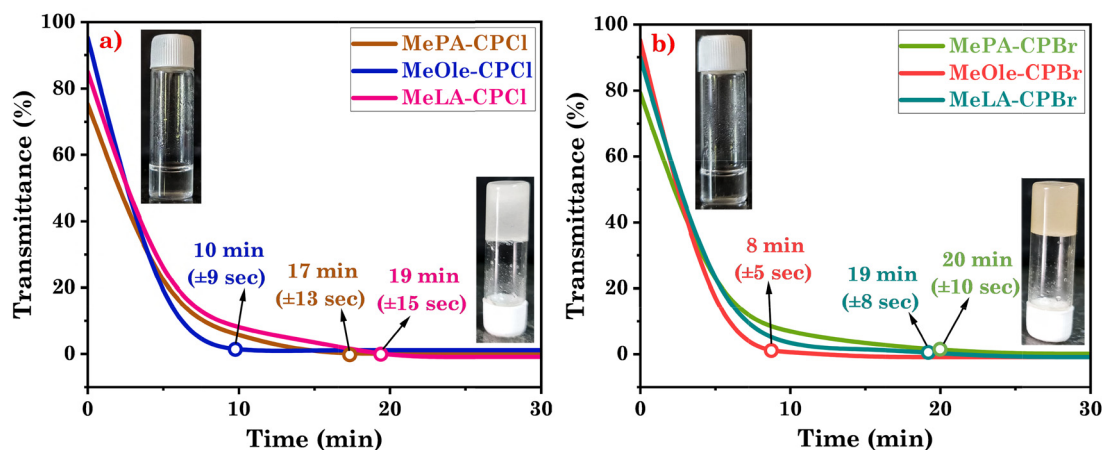 a)
MePA-CPCl
MeOle-CPCl
MeLA-CPCl
Transmittance (%)
100
80
60
40
20
0
10 min
(±9 sec)
17 min
(±13 sec)
19 min
(±15 sec)
0
10
20
30
Time (min)
b)
MePA-CPBr
MeOle-CPBr
MeLA-CPBr
Transmittance (%)
100
80
60
40
20
0
8 min
(±5 sec)
19 min
(±8 sec)
20 min
(±10 sec)
0
10
20
30
Time (min)